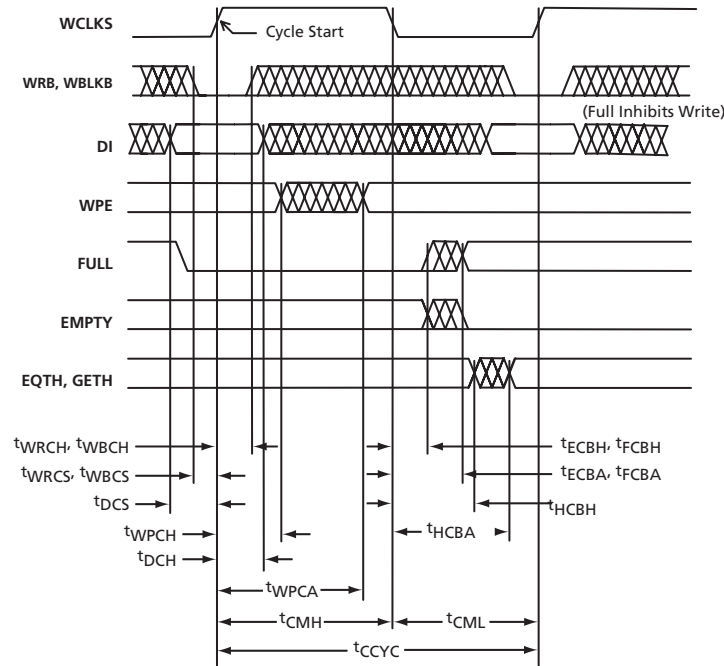 WCLKS
Cycle Start
WRB, WBLKB
(Full Inhibits Write)
DI
WPE
FULL
EMPTY
EQTH, GETH
tWRCH, tWBCH
tECBH, tFCBH
tWRCS, tWBCS
tECBA, tFCBA
tDCS
tHCBH
tWPCH
tHCBA
tDCH
tWPCA
tCMH
tCML
tCCYC